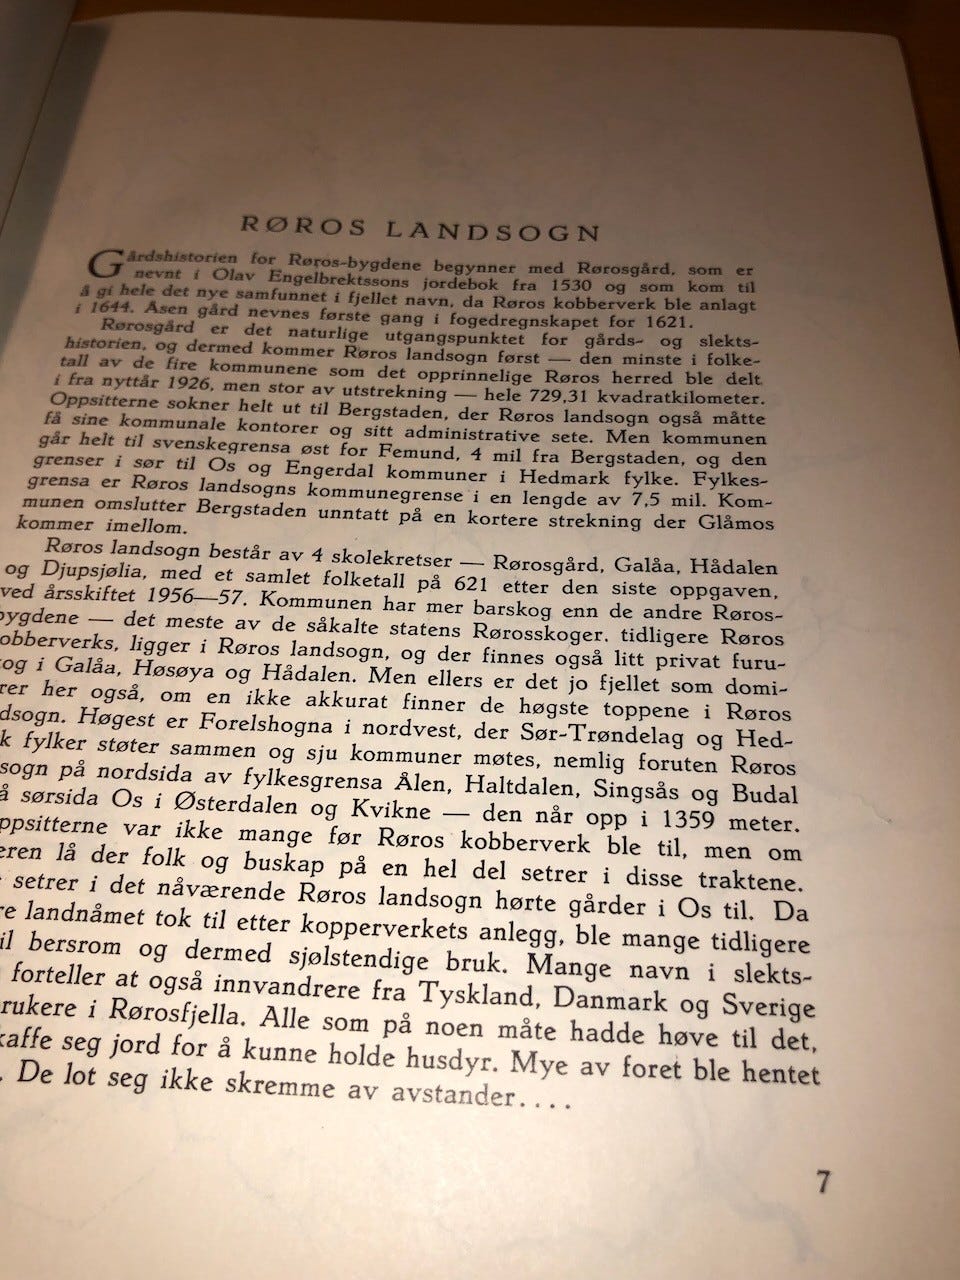 RØROS LANDSOGN
Gårdshistorien for Røros-bygdene begynner med Rørosgård, som er
nevnt i Olav Engelbrektssons jordebok fra 1530 og som kom til
å gi hele det nye samfunnet i fjellet navn, da Røros kobberverk ble anlagt
i 1644. Åsen gård nevnes første gang i fogedregnskapet for 1621.
Rørosgård er det naturlige utgangspunktet for gårds- og slekts-
historien, og dermed kommer Røros landsogn først — den minste i folke-
tall av de fire kommunene som det opprinnelige Røros herred ble delt
i fra nyttår 1926, men stor av utstrekning — hele 729,31 kvadratkilometer.
Oppsitterne sokner helt ut til Bergstaden, der Røros landsogn også måtte
få sine kommunale kontorer og sitt administrative sete. Men kommunen
går helt til svenskegrensa øst for Femund, 4 mil fra Bergstaden, og den
grenser i sør til Os og Engerdal kommuner i Hedmark fylke. Fylkes-
grensa er Røros landsogns kommunegrense i en lengde av 7,5 mil. Kom-
munen omslutter Bergstaden unntatt på en kortere strekning der Glåmos
kommer imellom.
Røros landsogn består av 4 skolekretser — Rørosgård, Galåa, Hådalen
og Djupsjølia, med et samlet folketall på 621 etter den siste oppgaven,
ved årsskiftet 1956—57. Kommunen har mer barskog enn de andre Røros-
bygdene — det meste av de såkalte statens Rørosskoger, tidligere Røros
obberverks, ligger i Røros landsogn, og der finnes også litt privat furu-
og i Galåa, Høsøya og Hådalen. Men ellers er det jo fjellet som domi-
rer her også, om en ikke akkurat finner de høgste toppene i Røros
dsogn. Høgest er Forelshogna i nordvest, der Sør-Trøndelag og Hed-
k fylker støter sammen og sju kommuner møtes, nemlig foruten Røros
sogn på nordsida av fylkesgrensa Ålen, Haltdalen, Singsås og Budal
å sørsida Os i Østerdalen og Kvikne — den når opp i 1359 meter.
ppsitterne var ikke mange før Røros kobberverk ble til, men om
eren lå der folk og buskap på en hel del setrer i disse traktene.
setrer i det nåværende Røros landsogn hørte gårder i Os til. Da
re landnåmet tok til etter kopperverkets anlegg, ble mange tidligere
il bersrom og dermed sjølstendige bruk. Mange navn i slekts-
forteller at også innvandrere fra Tyskland, Danmark og Sverige
rukere i Rørosfjella. Alle som på noen måte hadde høve til det,
kaffe seg jord for å kunne holde husdyr. Mye av foret ble hentet
. De lot seg ikke skremme av avstander....
7